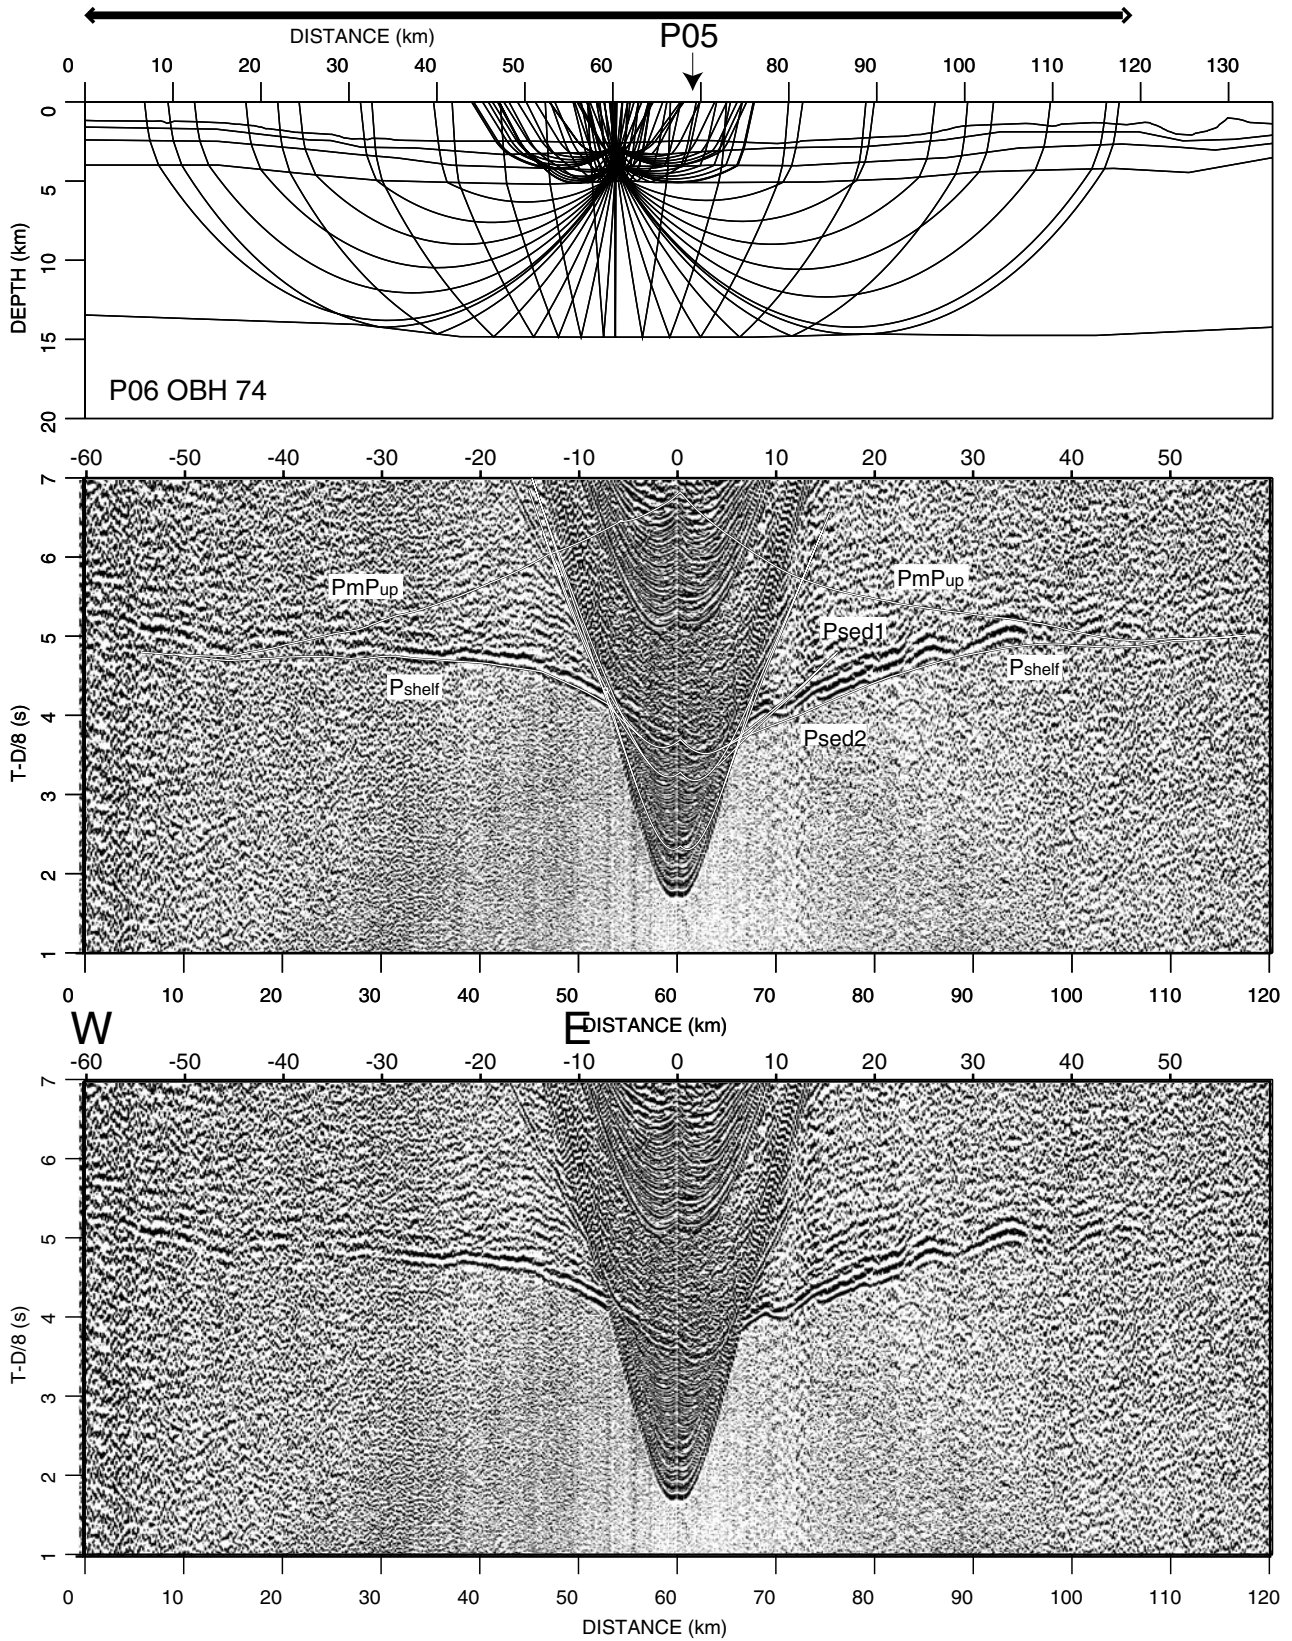 DISTANCE (km)
P05
0 10 20 30 40 50 60 80 90 100 110 120 130
0
5
10
15
20
DEPTH (km)
P06 OBH 74
-60 -50 -40 -30 -20 -10 0 10 20 30 40 50
7
6
5
4
3
2
1
T-D/8 (s)
PmPup
PmPup
Psed1
Pshelf
Pshelf
Psed2
0 10 20 30 40 50 60 70 80 90 100 110 120
DISTANCE (km)
W E
-60 -50 -40 -30 -20 -10 0 10 20 30 40 50
7
6
5
4
3
2
1
T-D/8 (s)
0 10 20 30 40 50 60 70 80 90 100 110 120
DISTANCE (km)